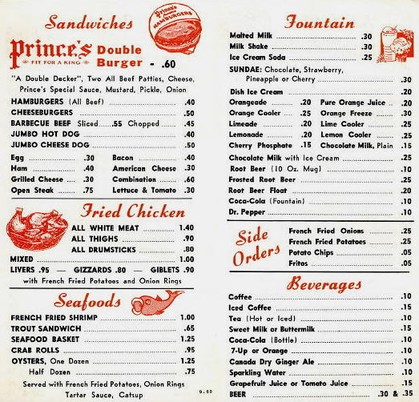 Sandwiches
Prince's
HAMBURGERS
Prince's Double
FIT FOR A KING
Burger - .60
"A Double Decker", Two All Beef Patties, Cheese,
Prince's Special Sauce, Mustard, Pickle, Onion
HAMBURGERS (All Beef) .40
CHEESEBURGERS .50
BARBECUE BEEF Sliced .55 Chopped .45
JUMBO HOT DOG .40
JUMBO CHEESE DOG .50
Egg .30 Bacon .40
Ham .40 American Cheese .30
Grilled Cheese .30 Combination .60
Open Steak .75 Lettuce & Tomato .30
Fried Chicken
ALL WHITE MEAT 1.40
ALL THIGHS .90
ALL DRUMSTICKS .80
MIXED 1.00
LIVERS .95 — GIZZARDS .80 — GIBLETS .90
with French Fried Potatoes and Onion Rings
Seafoods
FRENCH FRIED SHRIMP 1.00
TROUT SANDWICH .65
SEAFOOD BASKET 1.25
CRAB ROLLS .95
OYSTERS, One Dozen 1.25
Half Dozen .75
Served with French Fried Potatoes, Onion Rings
Tartar Sauce, Catsup
Fountain
Malted Milk .30
Milk Shake .30
Ice Cream Soda .25
SUNDAE: Chocolate, Strawberry,
Pineapple or Cherry .30
Dish Ice Cream .20
Orangeade .20 Pure Orange Juice .20
Orange Cooler .25 Orange Freeze .30
Limeade .20 Lime Cooler .25
Lemonade .20 Lemon Cooler .25
Cherry Phosphate .15 Chocolate Milk, Plain .15
Chocolate Milk with Ice Cream .25
Root Beer (10 Oz. Mug) .10
Frosted Root Beer .25
Root Beer Float .20
Coca-Cola (Fountain) .10
Dr. Pepper .10
Side
Orders
French Fried Onions .25
French Fried Potatoes .25
Potato Chips .05
Fritos .05
Beverages
Coffee .10
Iced Coffee .15
Tea (Hot or Iced) .10
Sweet Milk or Buttermilk .15
Coca-Cola (Bottle) .10
7-Up or Orange .10
Canada Dry Ginger Ale .10
Sparkling Water .10
Grapefruit Juice or Tomato Juice .15
BEER .30 & .35